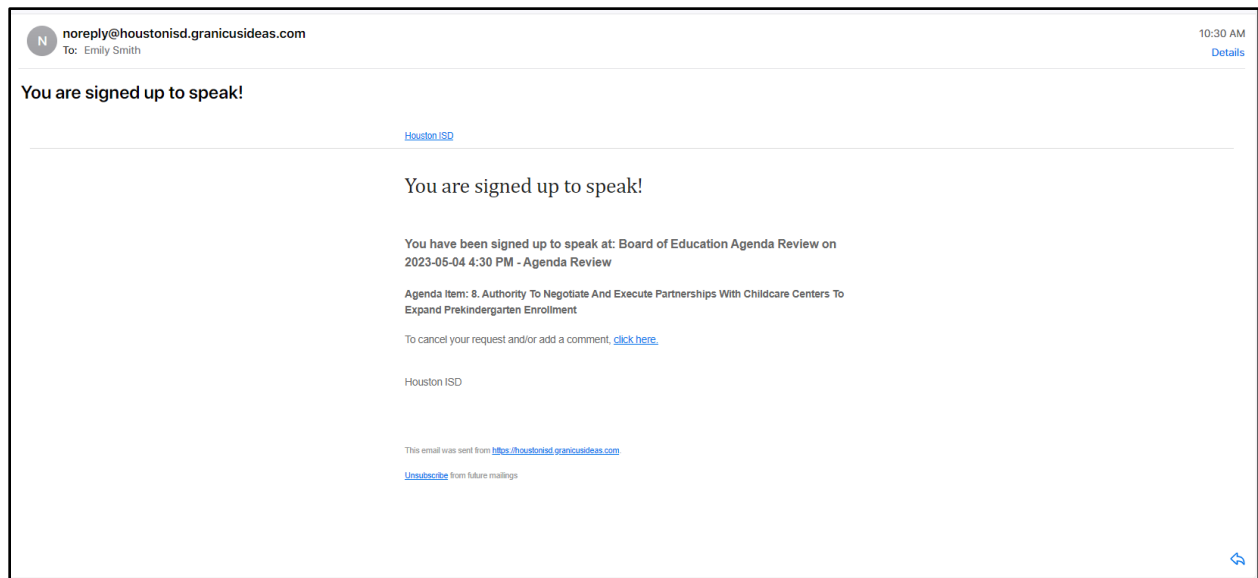 N
noreply@houstonisd.granicusideas.com
10:30 AM
To: Emily Smith
Details
You are signed up to speak!
Houston ISD
You are signed up to speak!
You have been signed up to speak at: Board of Education Agenda Review on
2023-05-04 4:30 PM - Agenda Review
Agenda Item: 8. Authority To Negotiate And Execute Partnerships With Childcare Centers To
Expand Prekindergarten Enrollment
To cancel your request and/or add a comment, click here.
Houston ISD
This email was sent from https://houstonisd.granicusideas.com
Unsubscribe from future mailings